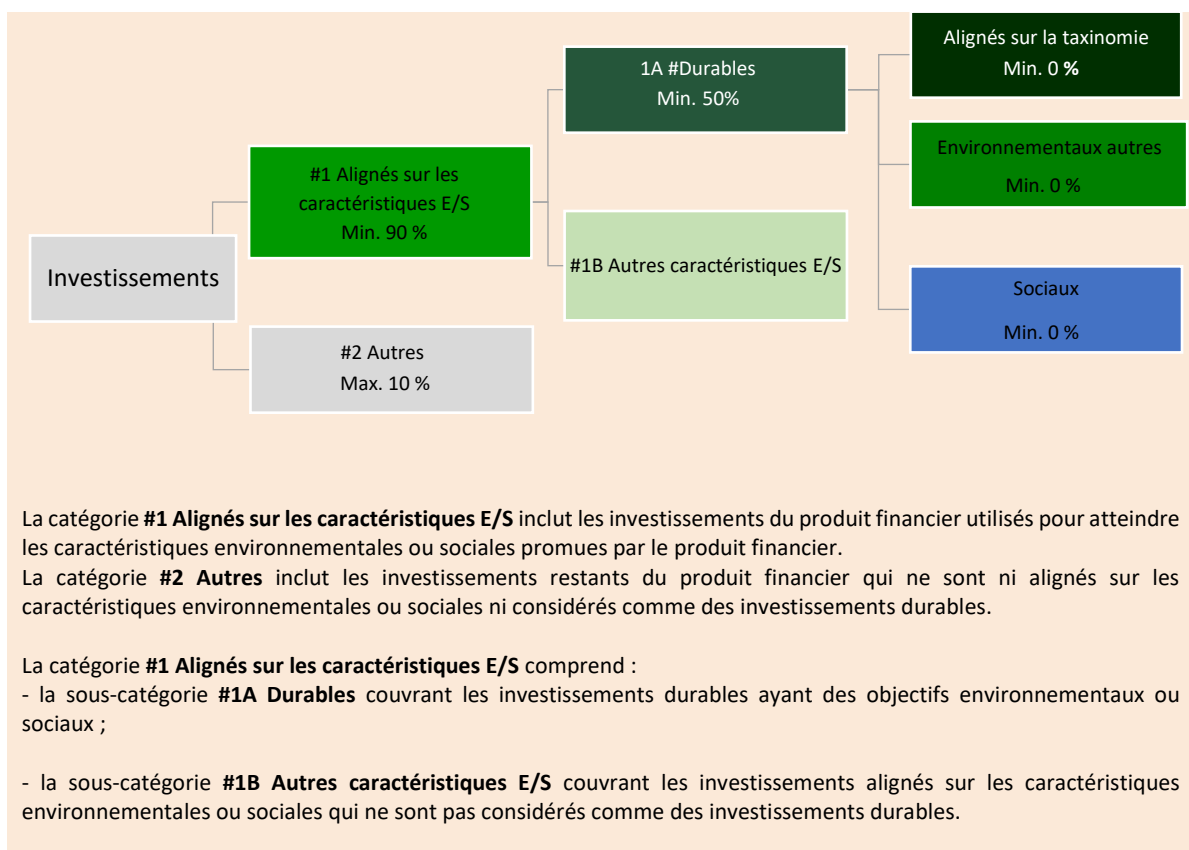 Alignés sur la taxinomie
Min. 0 %
1A #Durables
Min. 50%
Environnementaux autres
Min. 0 %
#1 Alignés sur les
caractéristiques E/S
Min. 90 %
#1B Autres caractéristiques E/S
Investissements
Sociaux
Min. 0 %
#2 Autres
Max. 10 %
La catégorie #1 Alignés sur les caractéristiques E/S inclut les investissements du produit financier utilisés pour atteindre
les caractéristiques environnementales ou sociales promues par le produit financier.
La catégorie #2 Autres inclut les investissements restants du produit financier qui ne sont ni alignés sur les
caractéristiques environnementales ou sociales ni considérés comme des investissements durables.
La catégorie #1 Alignés sur les caractéristiques E/S comprend :
- la sous-catégorie #1A Durables couvrant les investissements durables ayant des objectifs environnementaux ou
sociaux ;
- la sous-catégorie #1B Autres caractéristiques E/S couvrant les investissements alignés sur les caractéristiques
environnementales ou sociales qui ne sont pas considérés comme des investissements durables.